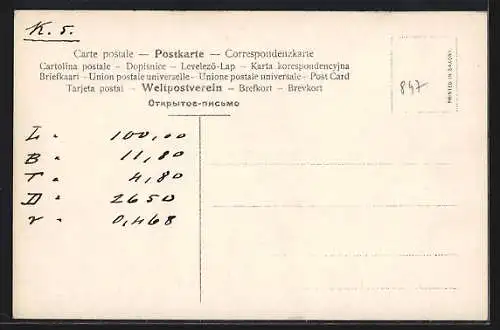 K. 5.
Carte postale — Postkarte — Correspondenzkarte
Cartolina postale - Dopisnice - Levelező-Lap - Karta korespondencyjna
Briefkaart - Union postale universelle - Unione postale universale - Post Card
Tarjeta postal - Weltpostverein - Brefkort - Brevkort
Открытое-письмо
847
PRINTED IN SAXONY
L " 100,00
B " 11,80
T " 4,80
D " 2650
r " 0,468